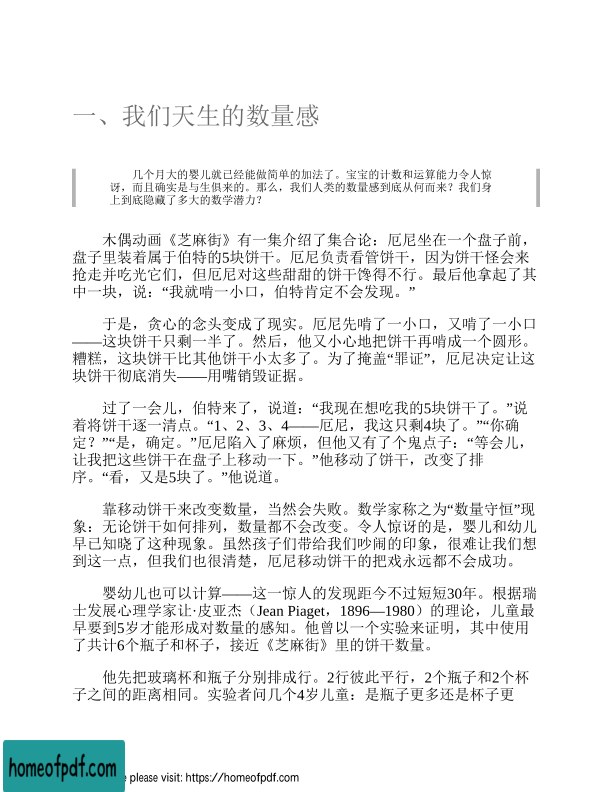 一、我们天生的数量感
几个月大的婴儿就已经能做简单的加法了。宝宝的计数和运算能力令人惊
讶，而且确实是与生俱来的。那么，我们人类的数量感到底从何而来？我们身
上到底隐藏了多大的数学潜力？
木偶动画《芝麻街》有一集介绍了集合论：厄尼坐在一个盘子前，
盘子里装着属于伯特的5块饼干。厄尼负责看管饼干，因为饼干怪会来
抢走并吃光它们，但厄尼对这些甜甜的饼干馋得不行。最后他拿起了其
中一块，说：“我就啃一小口，伯特肯定不会发现。”
于是，贪心的念头变成了现实。厄尼先啃了一小口，又啃了一小口
——这块饼干只剩一半了。然后，他又小心地把饼干再啃成一个圆形。
糟糕，这块饼干比其他饼干小太多了。为了掩盖“罪证”，厄尼决定让这
块饼干彻底消失——用嘴销毁证据。
过了一会儿，伯特来了，说道：“我现在想吃我的5块饼干了。”说
着将饼干逐一清点。“1、2、3、4——厄尼，我这只剩4块了。”“你确
定？”“是，确定。”厄尼陷入了麻烦，但他又有了个鬼点子：“等会儿，
让我把这些饼干在盘子上移动一下。”他移动了饼干，改变了排
序。“看，又是5块了。”他说道。
靠移动饼干来改变数量，当然会失败。数学家称之为“数量守恒”现
象：无论饼干如何排列，数量都不会改变。令人惊讶的是，婴儿和幼儿
早已知晓了这种现象。虽然孩子们带给我们吵闹的印象，很难让我们想
到这一点，但我们也很清楚，厄尼移动饼干的把戏永远都不会成功。
婴幼儿也可以计算——这一惊人的发现距今不过短短30年。根据瑞
士发展心理学家让·皮亚杰（Jean Piaget，1896—1980）的理论，儿童最
早要到5岁才能形成对数量的感知。他曾以一个实验来证明，其中使用
了共计6个瓶子和杯子，接近《芝麻街》里的饼干数量。
他先把玻璃杯和瓶子分别排成行。2行彼此平行，2个瓶子和2个杯
子之间的距离相同。实验者问几个4岁儿童：是瓶子更多还是杯子更
homeofpdf.com
please visit: https://homeofpdf.com